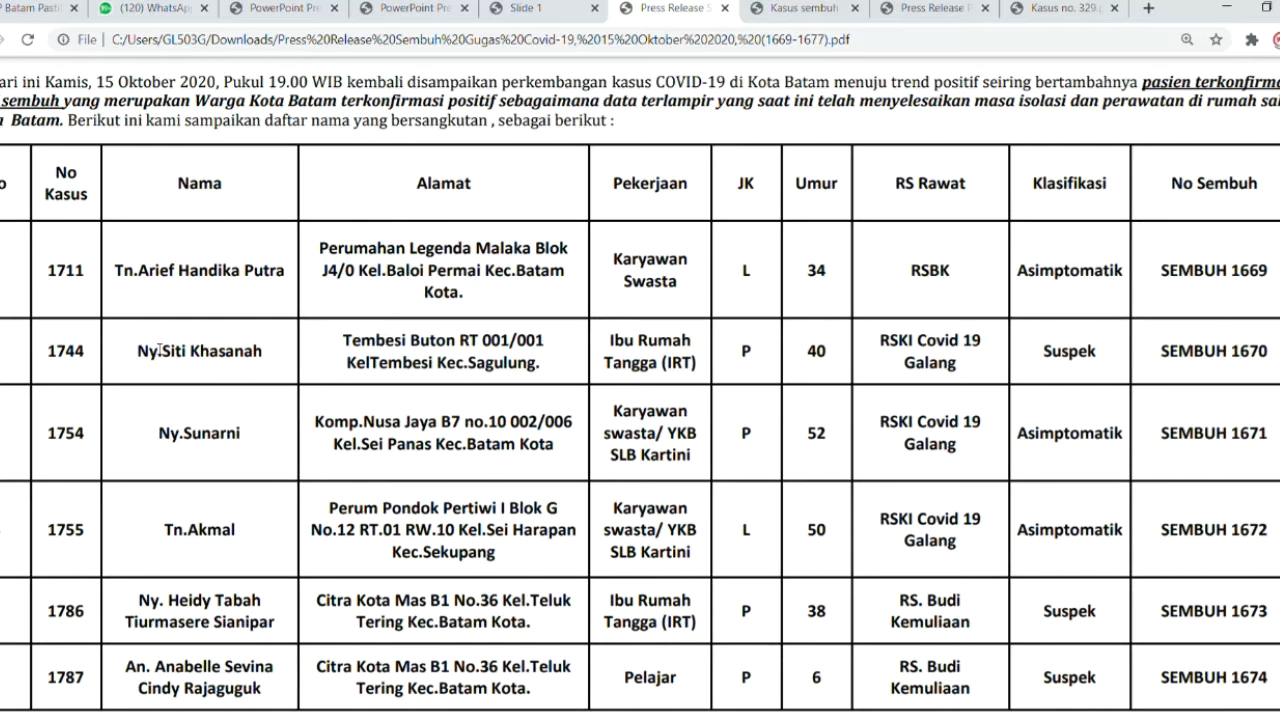 Batam Pasti
(120) WhatsAp
PowerPoint Pre
PowerPoint Pre
Slide 1
Press Release S
Kasus sembuh
Press Release P
Kasus no. 329.p
File | C:/Users/GL503G/Downloads/Press%20Release%20Sembuh%20Gugas%20Covid-19,%2015%20Oktober%202020,%20(1669-1677).pdf
ari ini Kamis, 15 Oktober 2020, Pukul 19.00 WIB kembali disampaikan perkembangan kasus COVID-19 di Kota Batam menuju trend positif seiring bertambahnya pasien terkonfirma
sembuh yang merupakan Warga Kota Batam terkonfirmasi positif sebagaimana data terlampir yang saat ini telah menyelesaikan masa isolasi dan perawatan di rumah sa
Batam. Berikut ini kami sampaikan daftar nama yang bersangkutan , sebagai berikut :
o No Kasus Nama Alamat Pekerjaan JK Umur RS Rawat Klasifikasi No Sembuh
1711 Tn.Arief Handika Putra Perumahan Legenda Malaka Blok J4/0 Kel.Baloi Permai Kec.Batam Kota. Karyawan Swasta L 34 RSBK Asimptomatik SEMBUH 1669
1744 Ny.Siti Khasanah Tembesi Buton RT 001/001 KelTembesi Kec.Sagulung. Ibu Rumah Tangga (IRT) P 40 RSKI Covid 19 Galang Suspek SEMBUH 1670
1754 Ny.Sunarni Komp.Nusa Jaya B7 no.10 002/006 Kel.Sei Panas Kec.Batam Kota Karyawan swasta/ YKB SLB Kartini P 52 RSKI Covid 19 Galang Asimptomatik SEMBUH 1671
1755 Tn.Akmal Perum Pondok Pertiwi I Blok G No.12 RT.01 RW.10 Kel.Sei Harapan Kec.Sekupang Karyawan swasta/ YKB SLB Kartini L 50 RSKI Covid 19 Galang Asimptomatik SEMBUH 1672
1786 Ny. Heidy Tabah Tiurmasere Sianipar Citra Kota Mas B1 No.36 Kel.Teluk Tering Kec.Batam Kota. Ibu Rumah Tangga (IRT) P 38 RS. Budi Kemuliaan Suspek SEMBUH 1673
1787 An. Anabelle Sevina Cindy Rajaguguk Citra Kota Mas B1 No.36 Kel.Teluk Tering Kec.Batam Kota. Pelajar P 6 RS. Budi Kemuliaan Suspek SEMBUH 1674